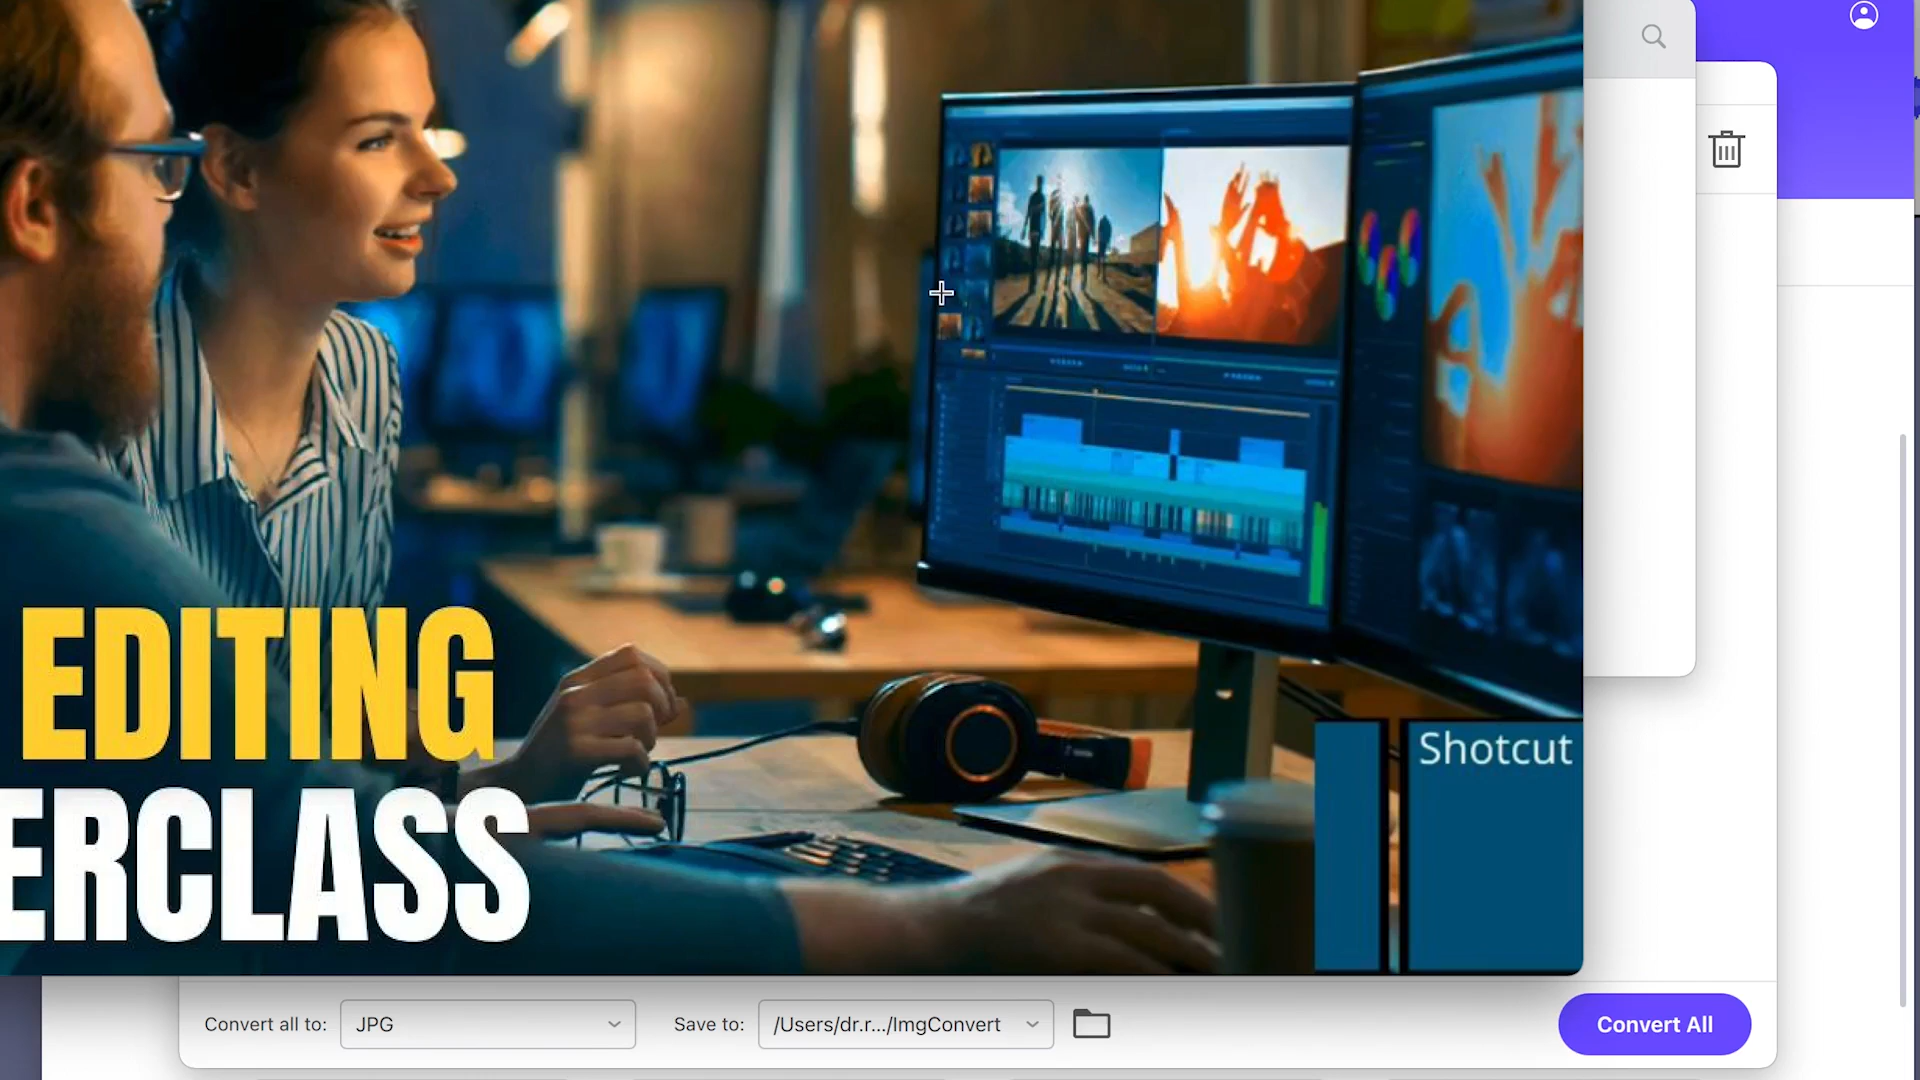 EDITING
ERCLASS
Shotcut
Convert all to: JPG Save to: /Users/dr.r.../ImgConvert Convert All